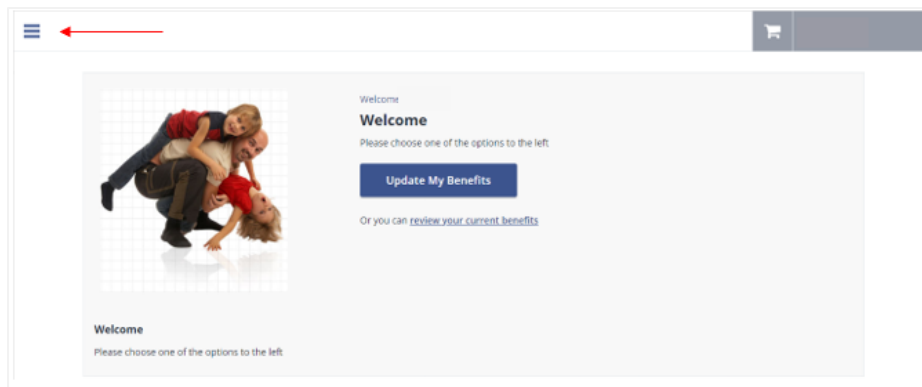 Welcome
Welcome
Please choose one of the options to the left
Update My Benefits
Or you can review your current benefits
Welcome
Please choose one of the options to the left